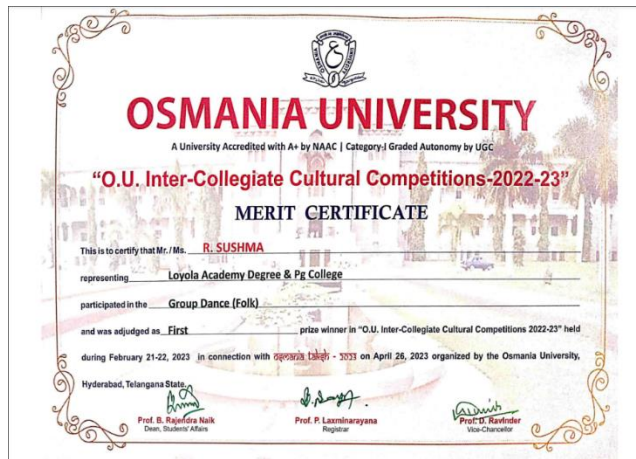 OSMANIA UNIVERSITY
A University Accredited with A+ by NAAC | Category-I Graded Autonomy by UGC
"O.U. Inter-Collegiate Cultural Competitions-2022-23"
MERIT CERTIFICATE
This is to certify that Mr./Ms. R. SUSHMA
representing Loyola Academy Degree & Pg College
participated in the Group Dance (Folk)
and was adjudged as First prize winner in "O.U. Inter-Collegiate Cultural Competitions 2022-23" held
during February 21-22, 2023 in connection with osmania taksh - 2023 on April 26, 2023 organized by the Osmania University,
Hyderabad, Telangana State.
Prof. B. Rajendra Naik Prof. P. Laxminarayana Prof. D. Ravinder
Dean, Students' Affairs Registrar Vice-Chancellor